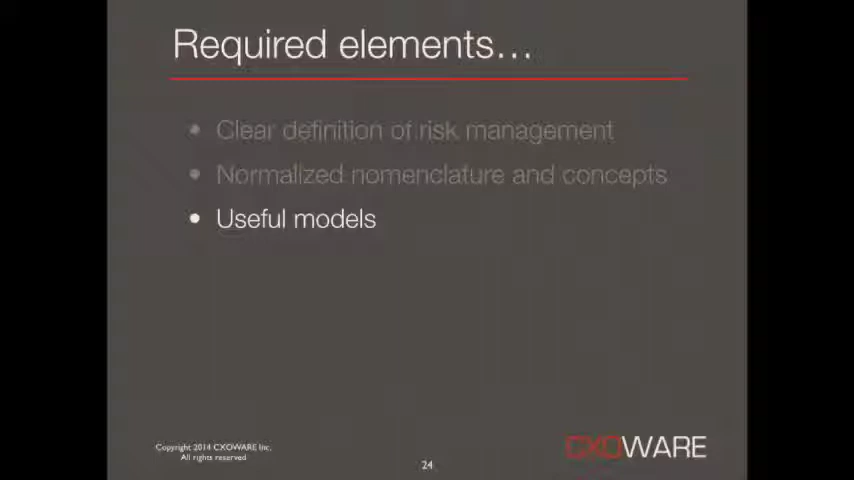 Required elements...
• Clear definition of risk management
• Normalized nomenclature and concepts
• Useful models
Copyright 2014 CXOWARE Inc.
All rights reserved
24
CXOWARE